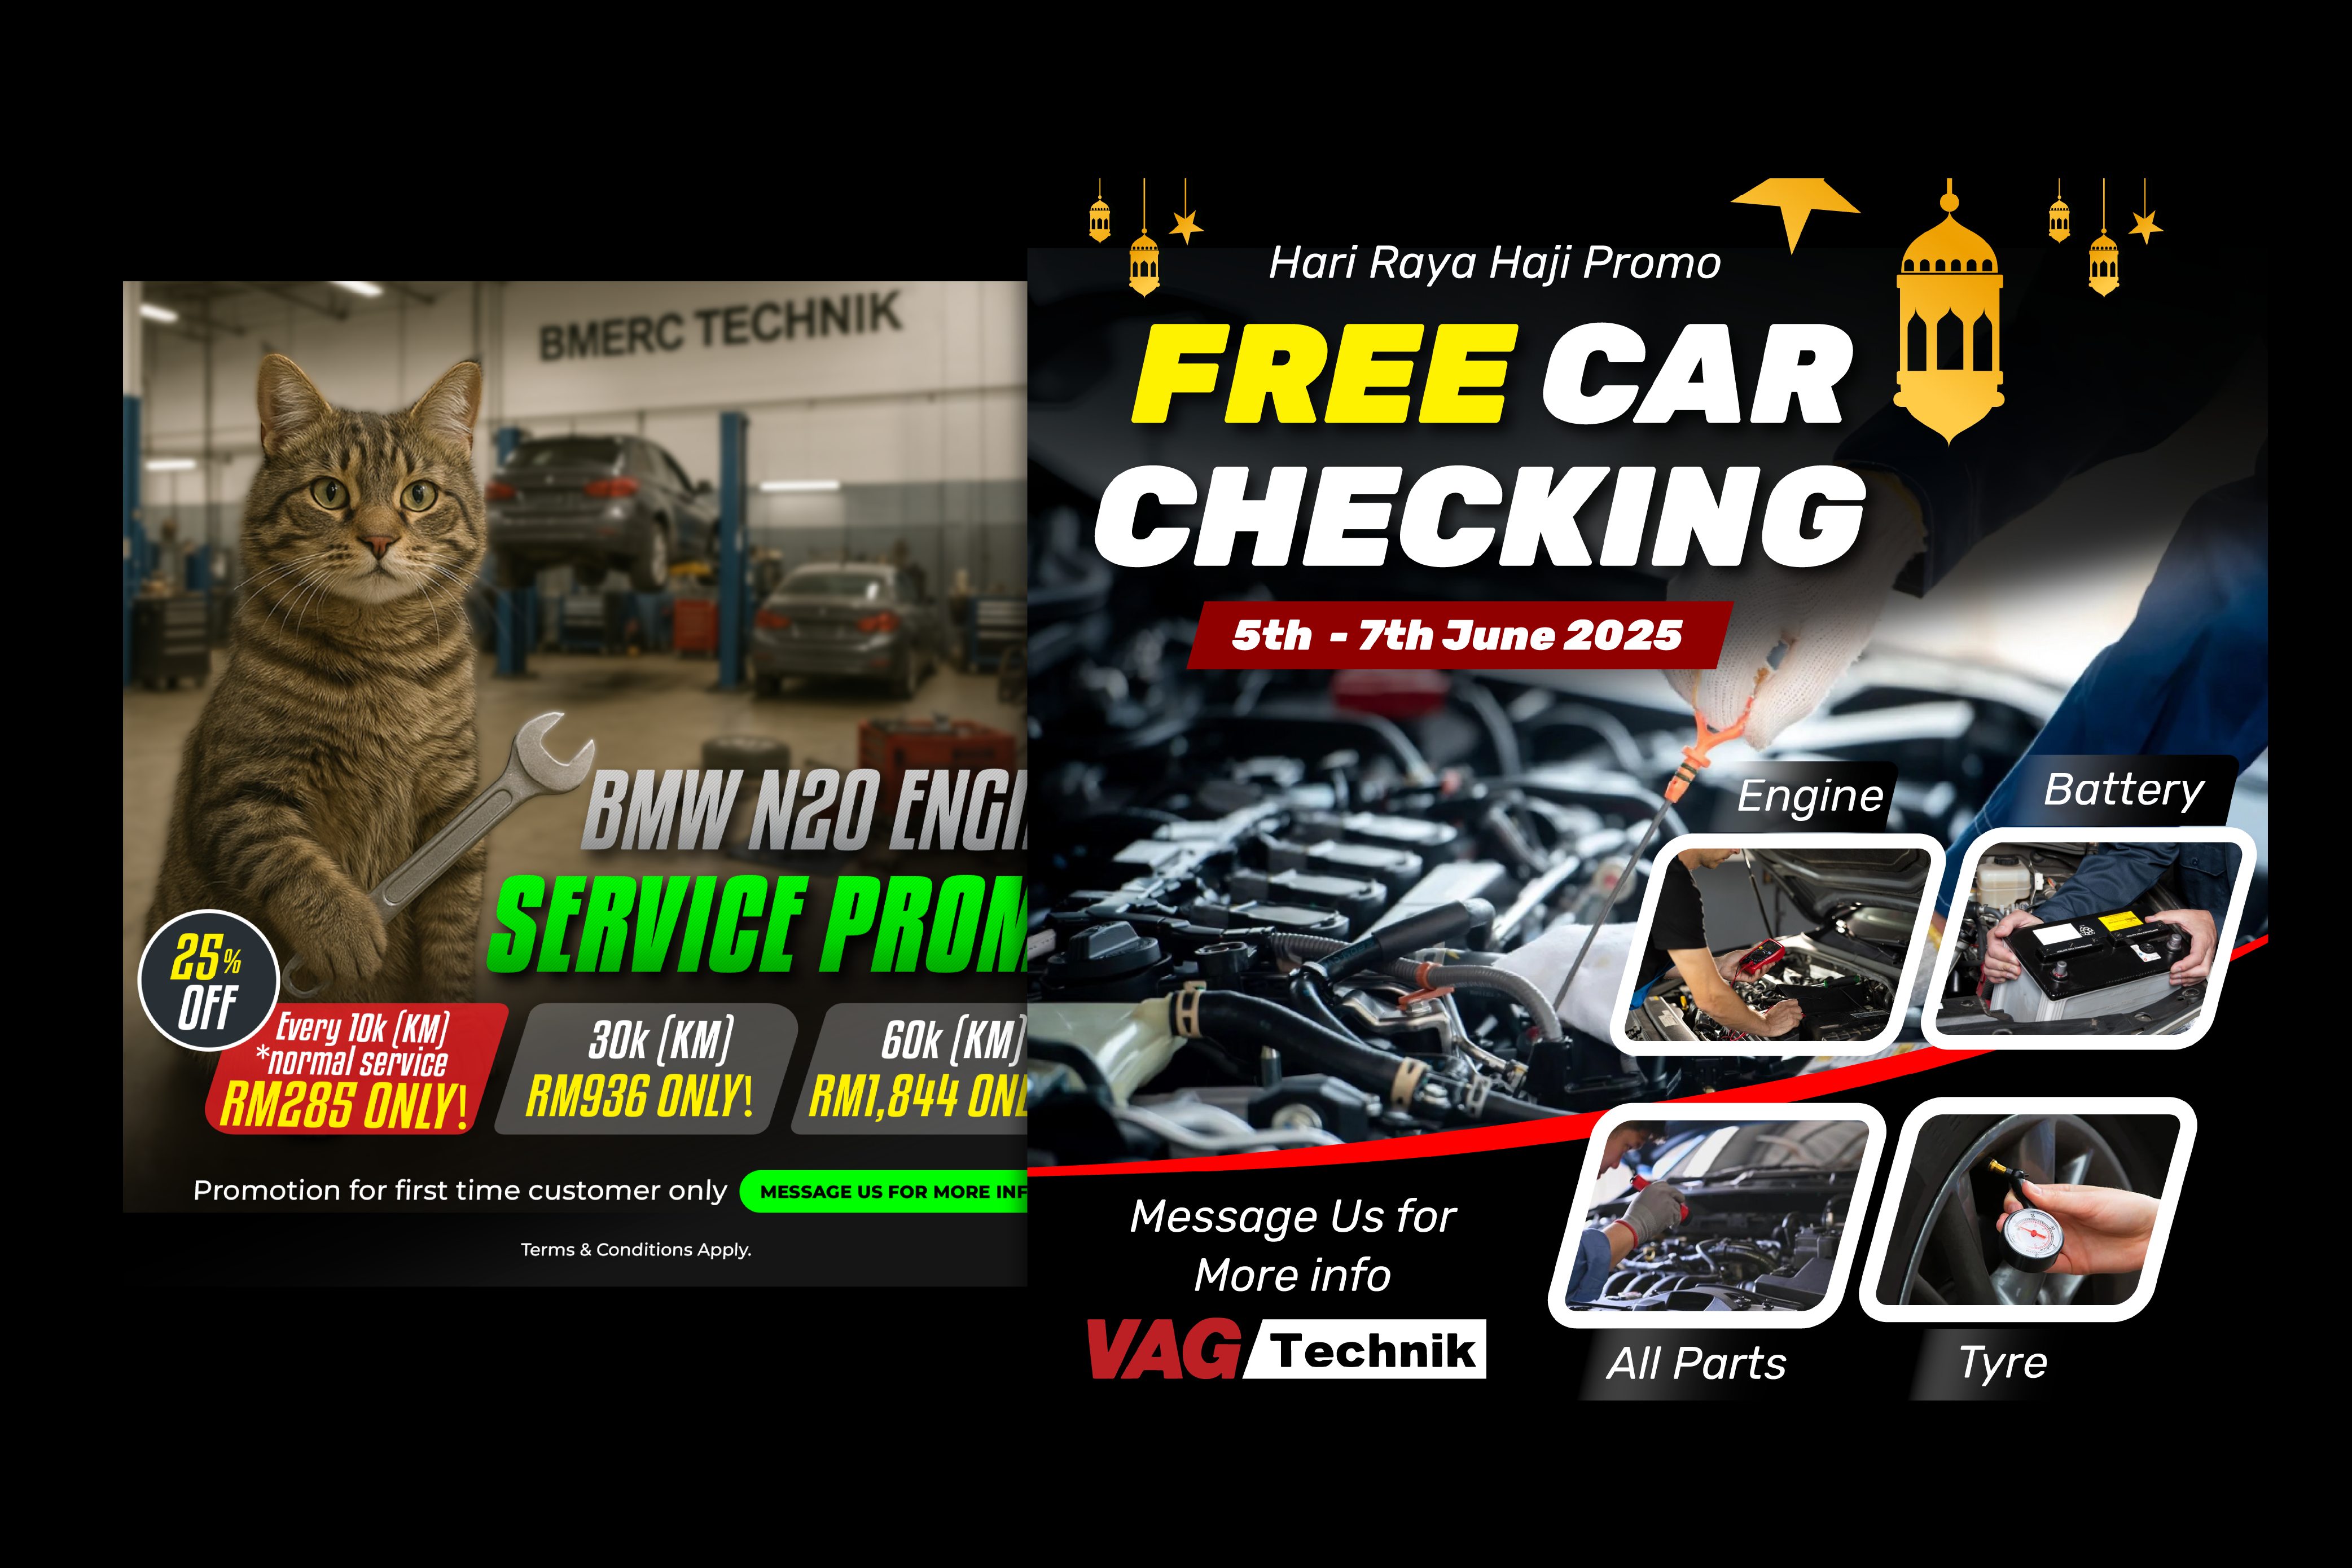 BMERC TECHNIK
BMW N20 ENGI
SERVICE PROM
25%
OFF
Every 10k (KM)
*normal service
RM285 ONLY!
30k (KM)
RM936 ONLY!
60k (KM)
RM1,844 ONL
Promotion for first time customer only
MESSAGE US FOR MORE INF
Terms & Conditions Apply.
Hari Raya Haji Promo
FREE CAR
CHECKING
5th - 7th June 2025
Engine
Battery
All Parts
Tyre
Message Us for
More info
VAG Technik